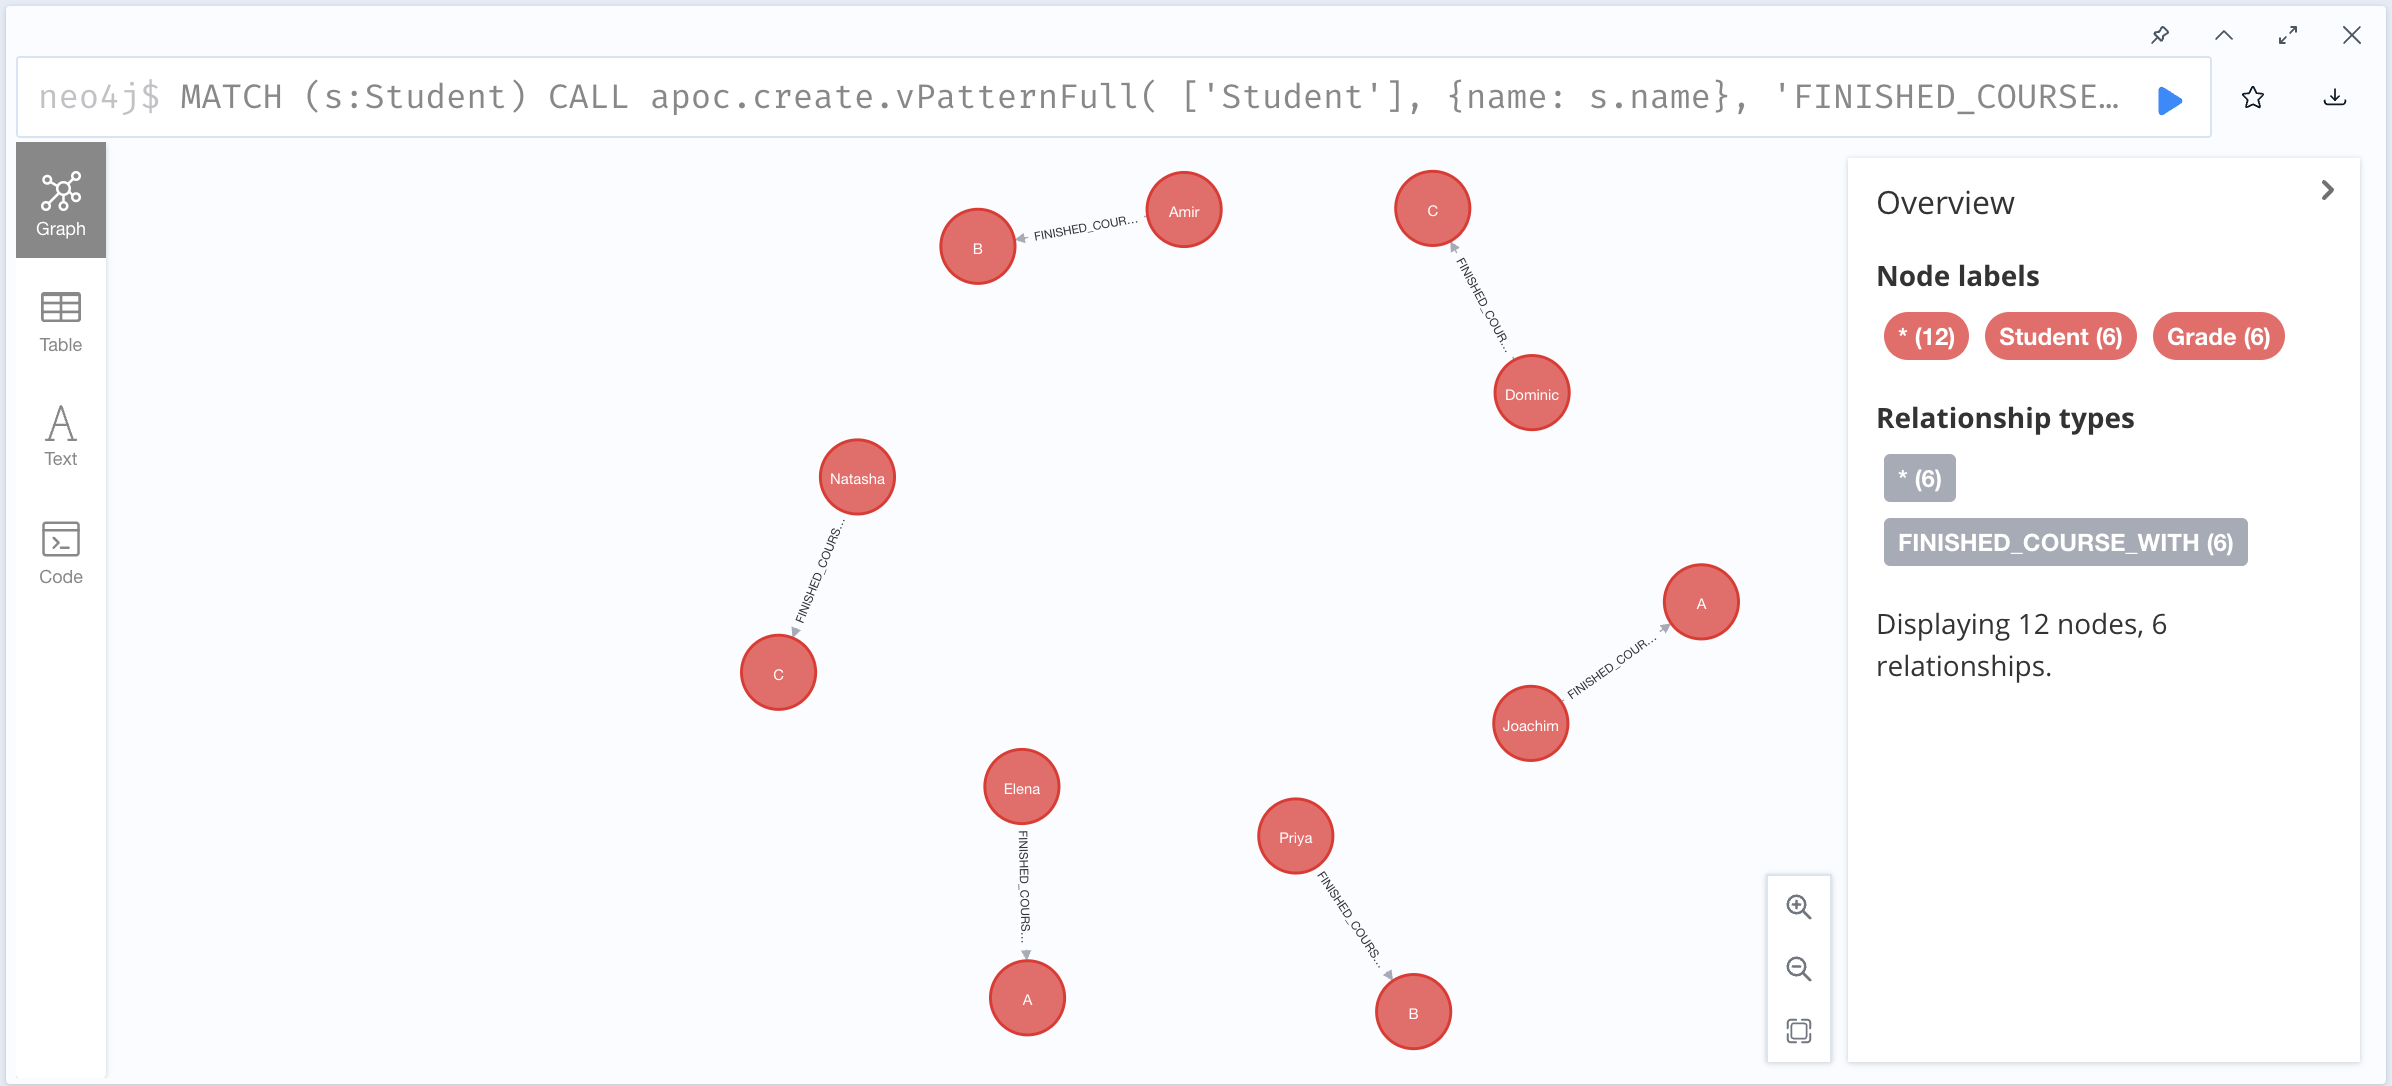 neo4j$ MATCH (s:Student) CALL apoc.create.vPatternFull( ['Student'], {name: s.name}, 'FINISHED_COURSE…
Graph
Table
Text
Code
Amir
FINISHED_COUR…
B
C
FINISHED_COUR…
Dominic
Natasha
FINISHED_COURS…
C
A
FINISHED_COUR…
Joachim
Elena
FINISHED_COURS…
A
Priya
FINISHED_COURS…
B
Overview
Node labels
* (12) Student (6) Grade (6)
Relationship types
* (6)
FINISHED_COURSE_WITH (6)
Displaying 12 nodes, 6
relationships.